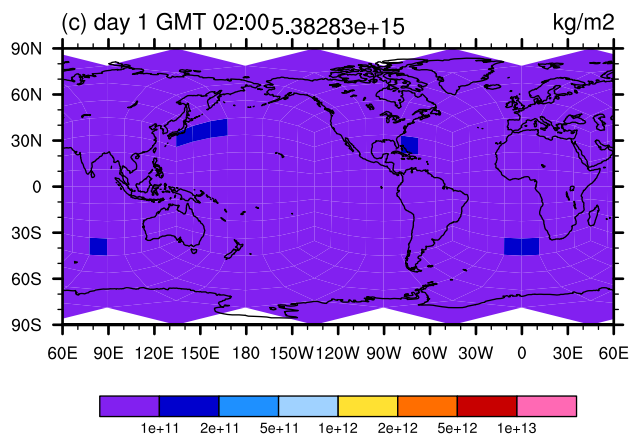 (c) day 1 GMT 02:00 5.38283e+15 kg/m2
90N
60N
30N
0
30S
60S
90S
60E 90E 120E 150E 180 150W 120W 90W 60W 30W 0 30E 60E
1e+11 2e+11 5e+11 1e+12 2e+12 5e+12 1e+13